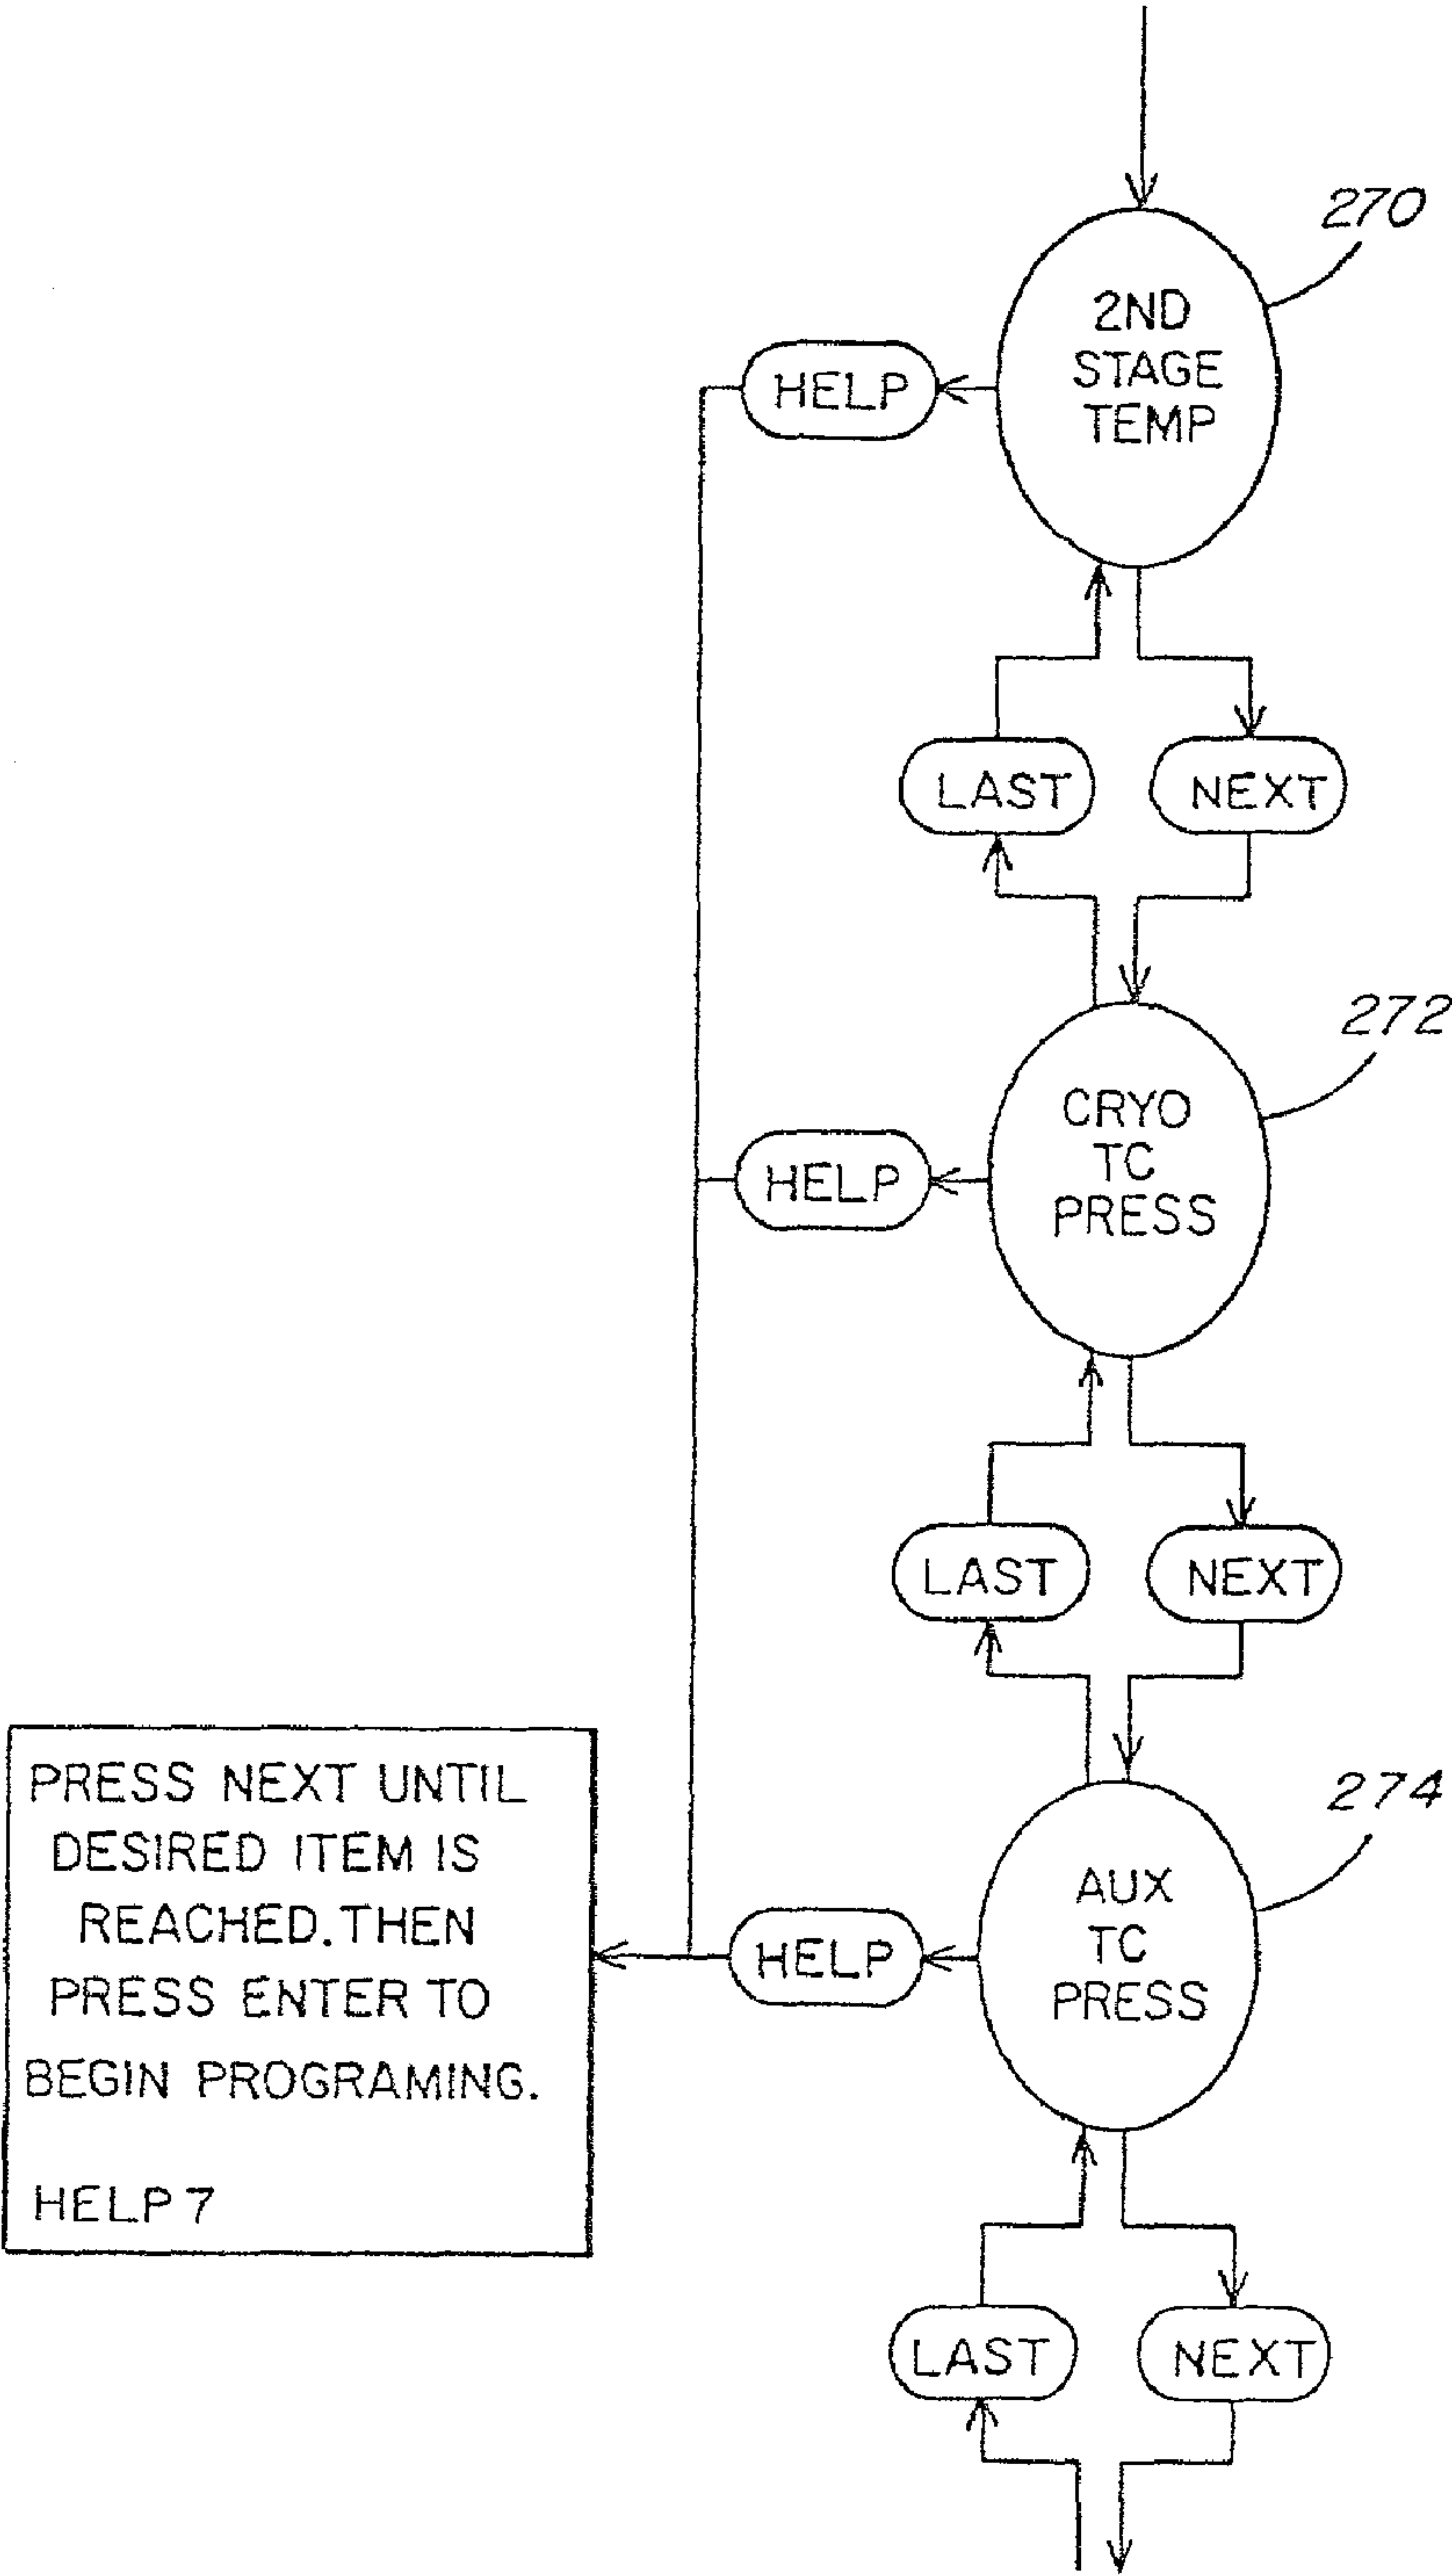 270
2ND
STAGE
TEMP
HELP
LAST
NEXT
272
CRYO
TC
PRESS
HELP
LAST
NEXT
274
AUX
TC
PRESS
HELP
PRESS NEXT UNTIL
DESIRED ITEM IS
REACHED. THEN
PRESS ENTER TO
BEGIN PROGRAMING.
HELP 7
LAST
NEXT